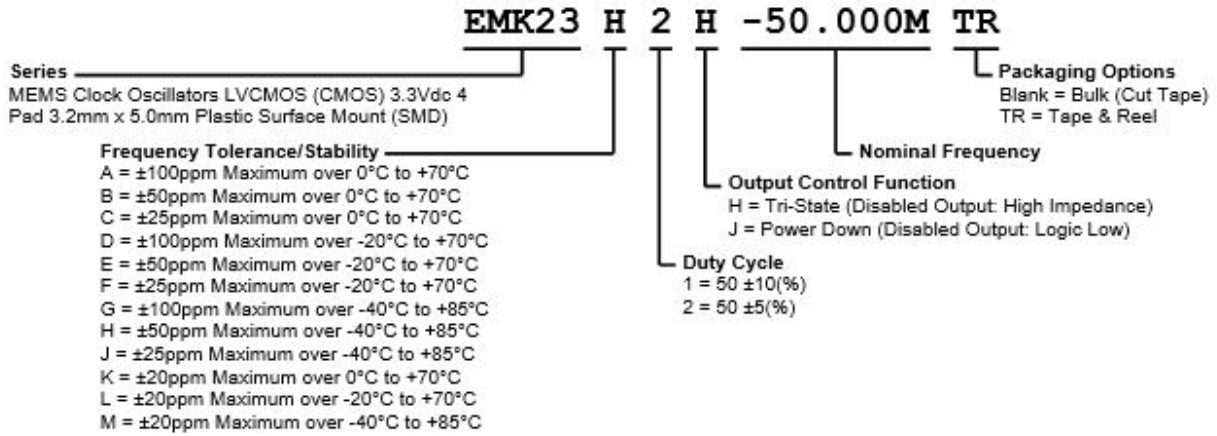 EMK23 H 2 H -50.000M TR
Series
MEMS Clock Oscillators LVCMOS (CMOS) 3.3Vdc 4
Pad 3.2mm x 5.0mm Plastic Surface Mount (SMD)
Packaging Options
Blank = Bulk (Cut Tape)
TR = Tape & Reel
Frequency Tolerance/Stability
A = ±100ppm Maximum over 0°C to +70°C
B = ±50ppm Maximum over 0°C to +70°C
C = ±25ppm Maximum over 0°C to +70°C
D = ±100ppm Maximum over -20°C to +70°C
E = ±50ppm Maximum over -20°C to +70°C
F = ±25ppm Maximum over -20°C to +70°C
G = ±100ppm Maximum over -40°C to +85°C
H = ±50ppm Maximum over -40°C to +85°C
J = ±25ppm Maximum over -40°C to +85°C
K = ±20ppm Maximum over 0°C to +70°C
L = ±20ppm Maximum over -20°C to +70°C
M = ±20ppm Maximum over -40°C to +85°C
Nominal Frequency
Output Control Function
H = Tri-State (Disabled Output: High Impedance)
J = Power Down (Disabled Output: Logic Low)
Duty Cycle
1 = 50 ±10(%)
2 = 50 ±5(%)